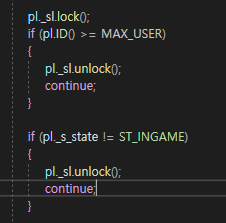 pl._sl.lock();
if (pl.ID() >= MAX_USER)
{
pl._sl.unlock();
continue;
}
if (pl._s_state != ST_INGAME)
{
pl._sl.unlock();
continue;
}